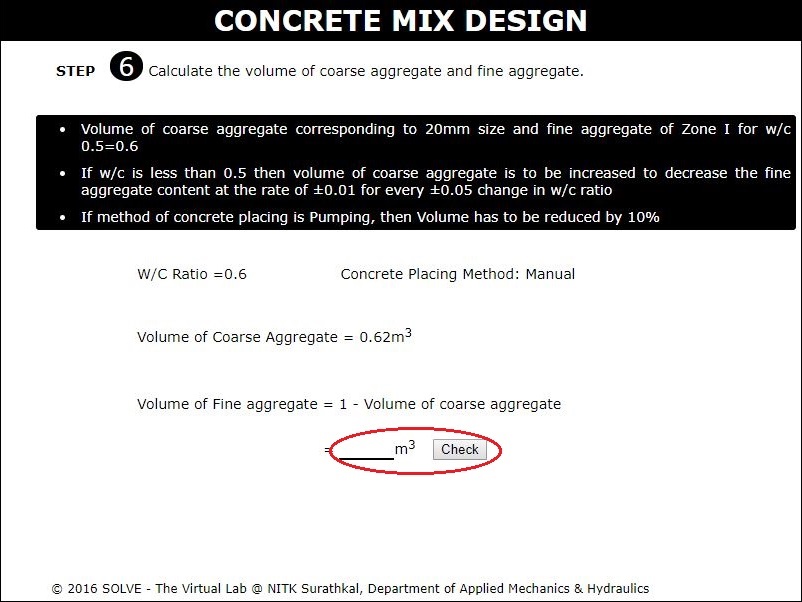 CONCRETE MIX DESIGN
STEP 6 Calculate the volume of coarse aggregate and fine aggregate.
• Volume of coarse aggregate corresponding to 20mm size and fine aggregate of Zone I for w/c
0.5=0.6
• If w/c is less than 0.5 then volume of coarse aggregate is to be increased to decrease the fine
aggregate content at the rate of ±0.01 for every ±0.05 change in w/c ratio
• If method of concrete placing is Pumping, then Volume has to be reduced by 10%
W/C Ratio =0.6 Concrete Placing Method: Manual
Volume of Coarse Aggregate = 0.62m³
Volume of Fine aggregate = 1 - Volume of coarse aggregate
= ______m³ Check
© 2016 SOLVE - The Virtual Lab @ NITK Surathkal, Department of Applied Mechanics & Hydraulics